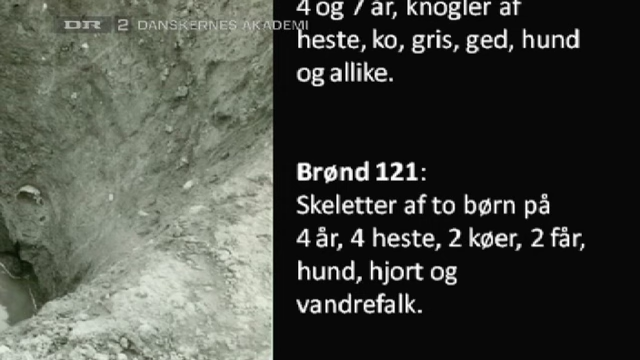 DR 2 DANSKERNES AKADEMI
4 og 7 år, knogler af
heste, ko, gris, ged, hund
og allike.
Brønd 121:
Skeletter af to børn på
4 år, 4 heste, 2 køer, 2 får,
hund, hjort og
vandrefalk.